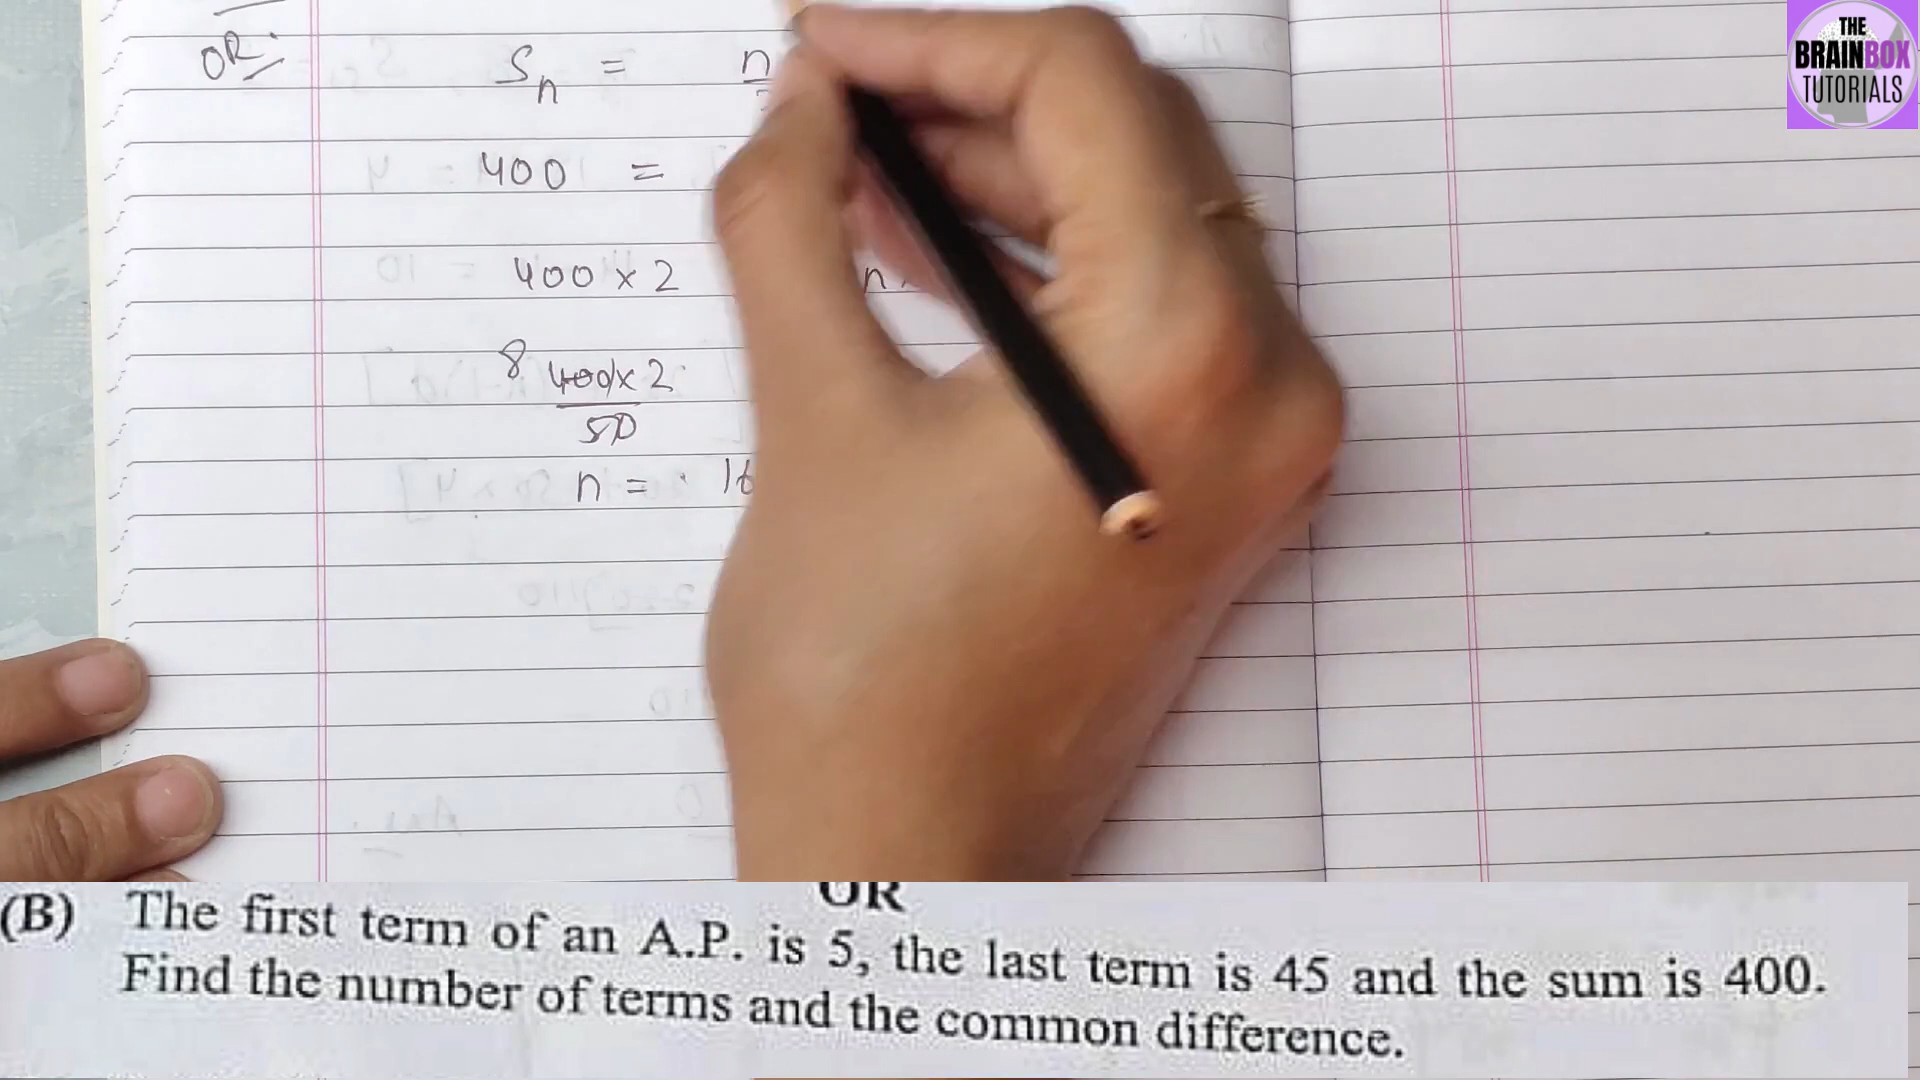 THE
BRAINBOX
TUTORIALS
OR
Sn = n
400 =
400 x 2 n
8 400 x 2
50
n = 16
OR
(B) The first term of an A.P. is 5, the last term is 45 and the sum is 400.
Find the number of terms and the common difference.